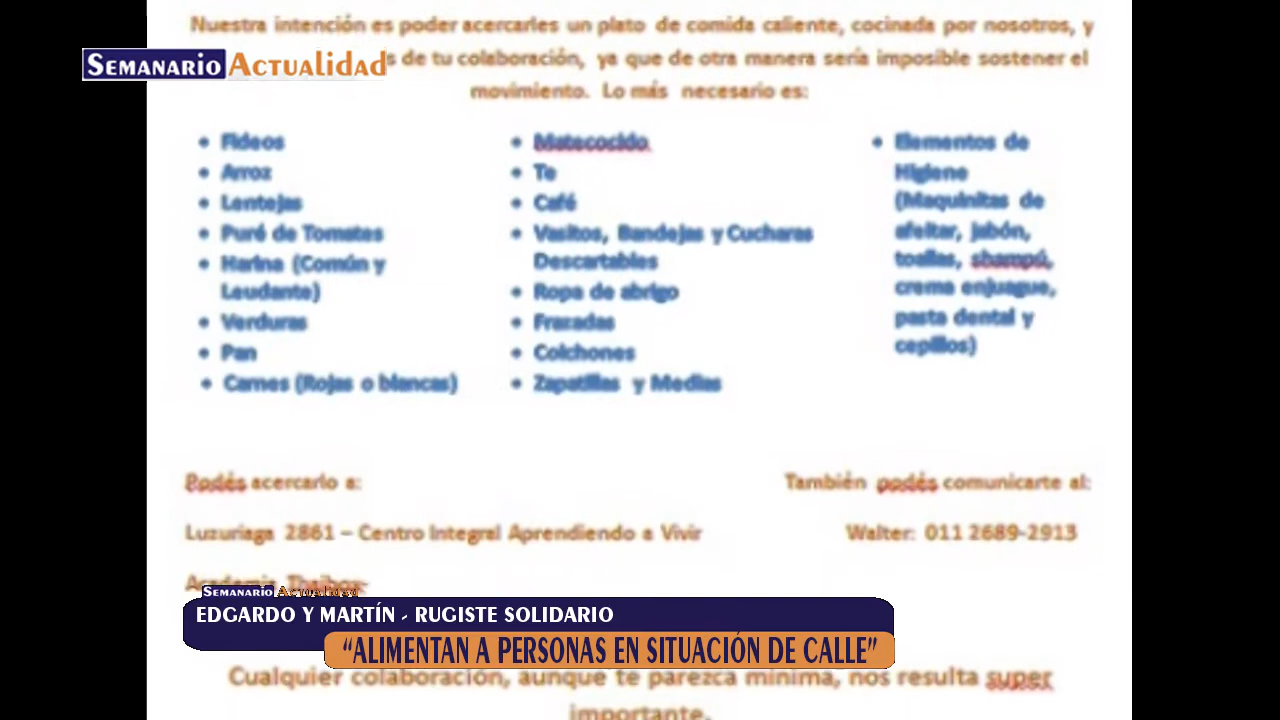 Nuestra intención es poder acercarles un plato de comida caliente, cocinada por nosotros, y
SEMANARIO ACTUALIDAD
s de tu colaboración, ya que de otra manera sería imposible sostener el
movimiento. Lo más necesario es:
• Fideos
• Arroz
• Lentejas
• Puré de Tomates
• Harina (Común y
Leudante)
• Verduras
• Pan
• Carnes (Rojas o blancas)
• Matecocido
• Te
• Café
• Vasitos, Bandejas y Cucharas
Descartables
• Ropa de abrigo
• Frazadas
• Colchones
• Zapatillas y Medias
• Elementos de
Higiene
(Maquinitas de
afeitar, jabón,
toallas, shampú,
crema enjuague,
pasta dental y
cepillos)
Podés acercarlo a:
También podés comunicarte al:
Luzuriaga 2861 – Centro Integral Aprendiendo a Vivir
Walter: 011 2689-2913
Academia
SEMANARIO ACTUALIDAD
EDGARDO Y MARTÍN - RUGISTE SOLIDARIO
“ALIMENTAN A PERSONAS EN SITUACIÓN DE CALLE”
Cualquier colaboración, aunque te parezca mínima, nos resulta super
importante.